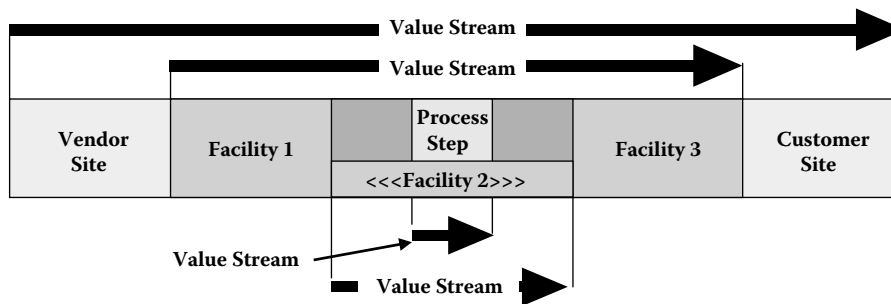 Value Stream
Value Stream
Vendor
Site
Facility 1
Process
Step
<<<Facility 2>>>
Facility 3
Customer
Site
Value Stream
Value Stream